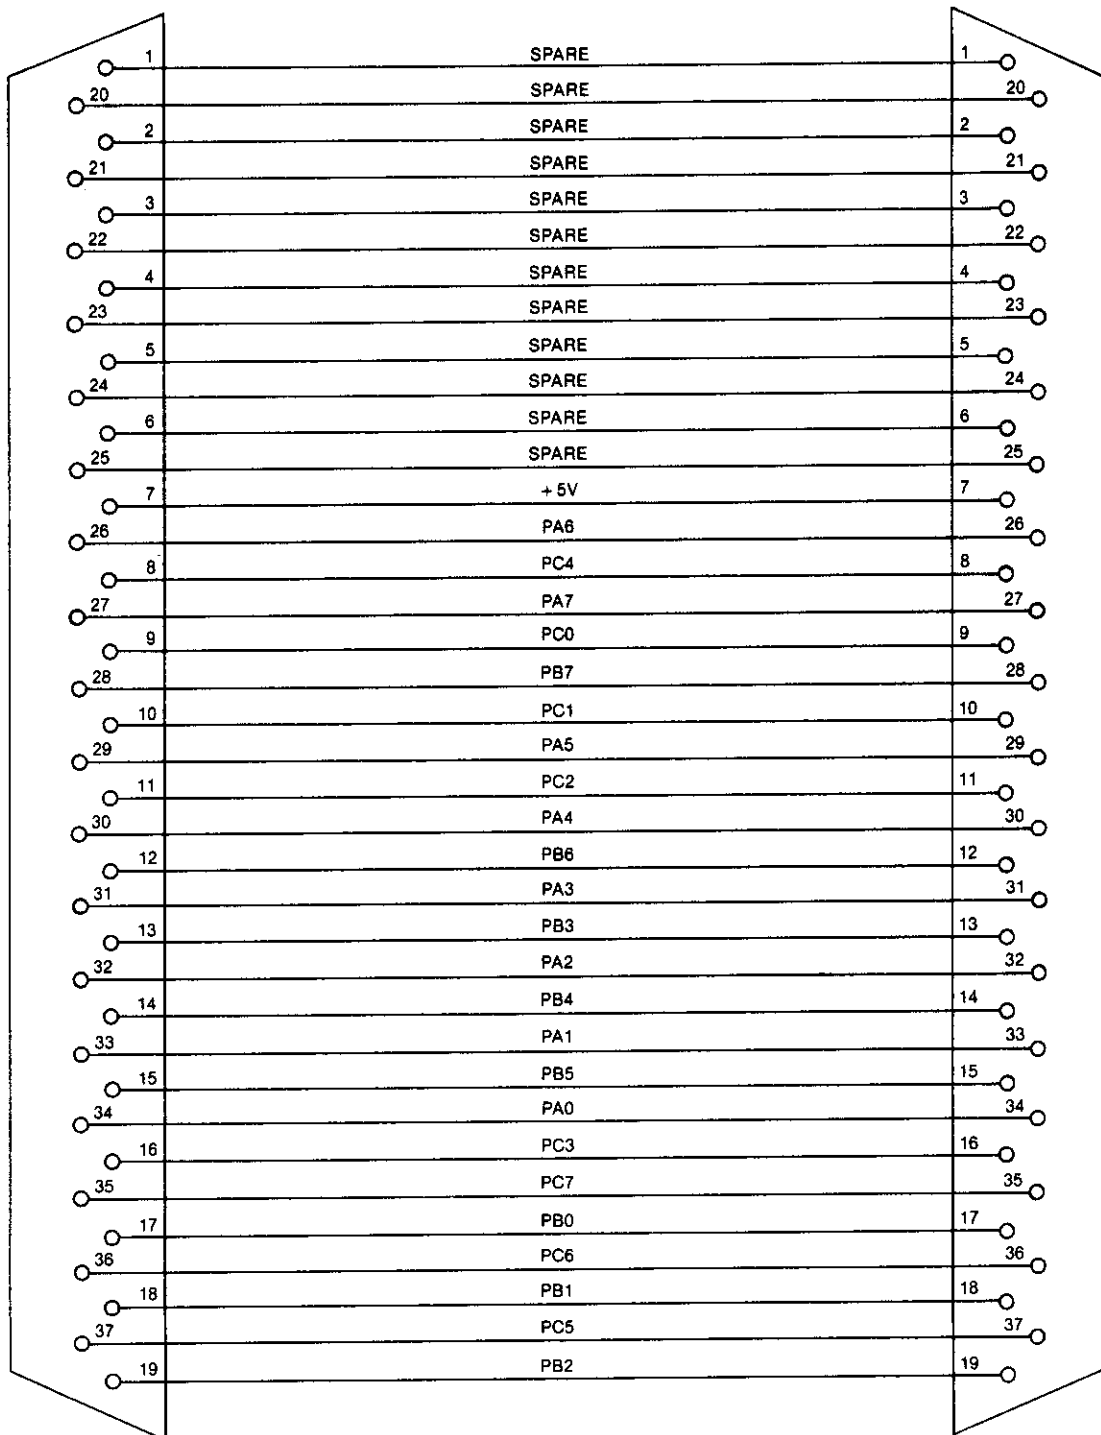 1 SPARE 1
20 SPARE 20
2 SPARE 2
21 SPARE 21
3 SPARE 3
22 SPARE 22
4 SPARE 4
23 SPARE 23
5 SPARE 5
24 SPARE 24
6 SPARE 6
25 SPARE 25
7 +5V 7
26 PA6 26
8 PC4 8
27 PA7 27
9 PC0 9
28 PB7 28
10 PC1 10
29 PA5 29
11 PC2 11
30 PA4 30
12 PB6 12
31 PA3 31
13 PB3 13
32 PA2 32
14 PB4 14
33 PA1 33
15 PB5 15
34 PA0 34
16 PC3 16
35 PC7 35
17 PB0 17
36 PC6 36
18 PB1 18
37 PC5 37
19 PB2 19